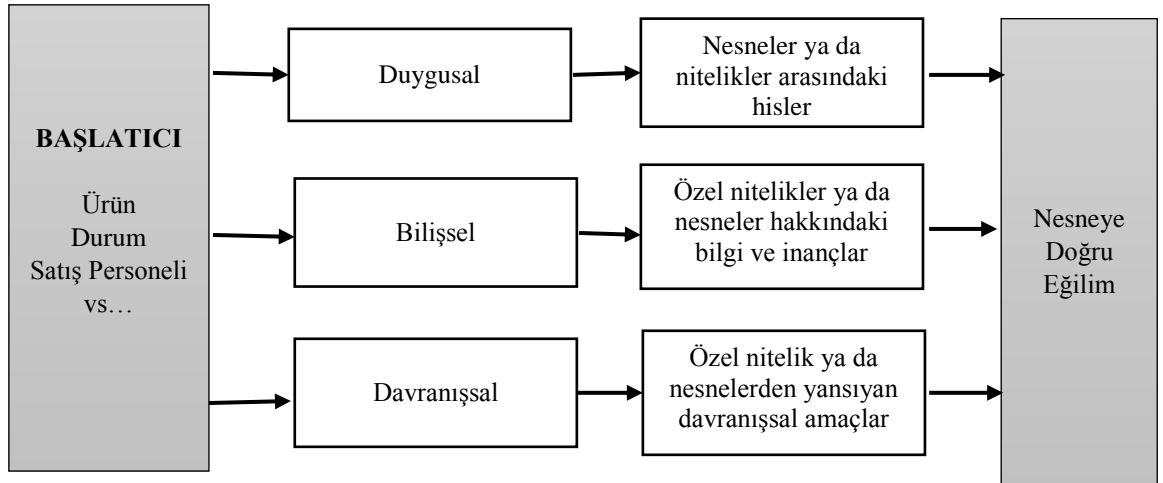 BAŞLATICI
Ürün
Durum
Satış Personeli
vs…
Duygusal
Nesneler ya da
nitelikler arasındaki
hisler
Bilişsel
Özel nitelikler ya da
nesneler hakkındaki
bilgi ve inançlar
Davranışsal
Özel nitelik ya da
nesnelerden yansıyan
davranışsal amaçlar
Nesneye
Doğru
Eğilim